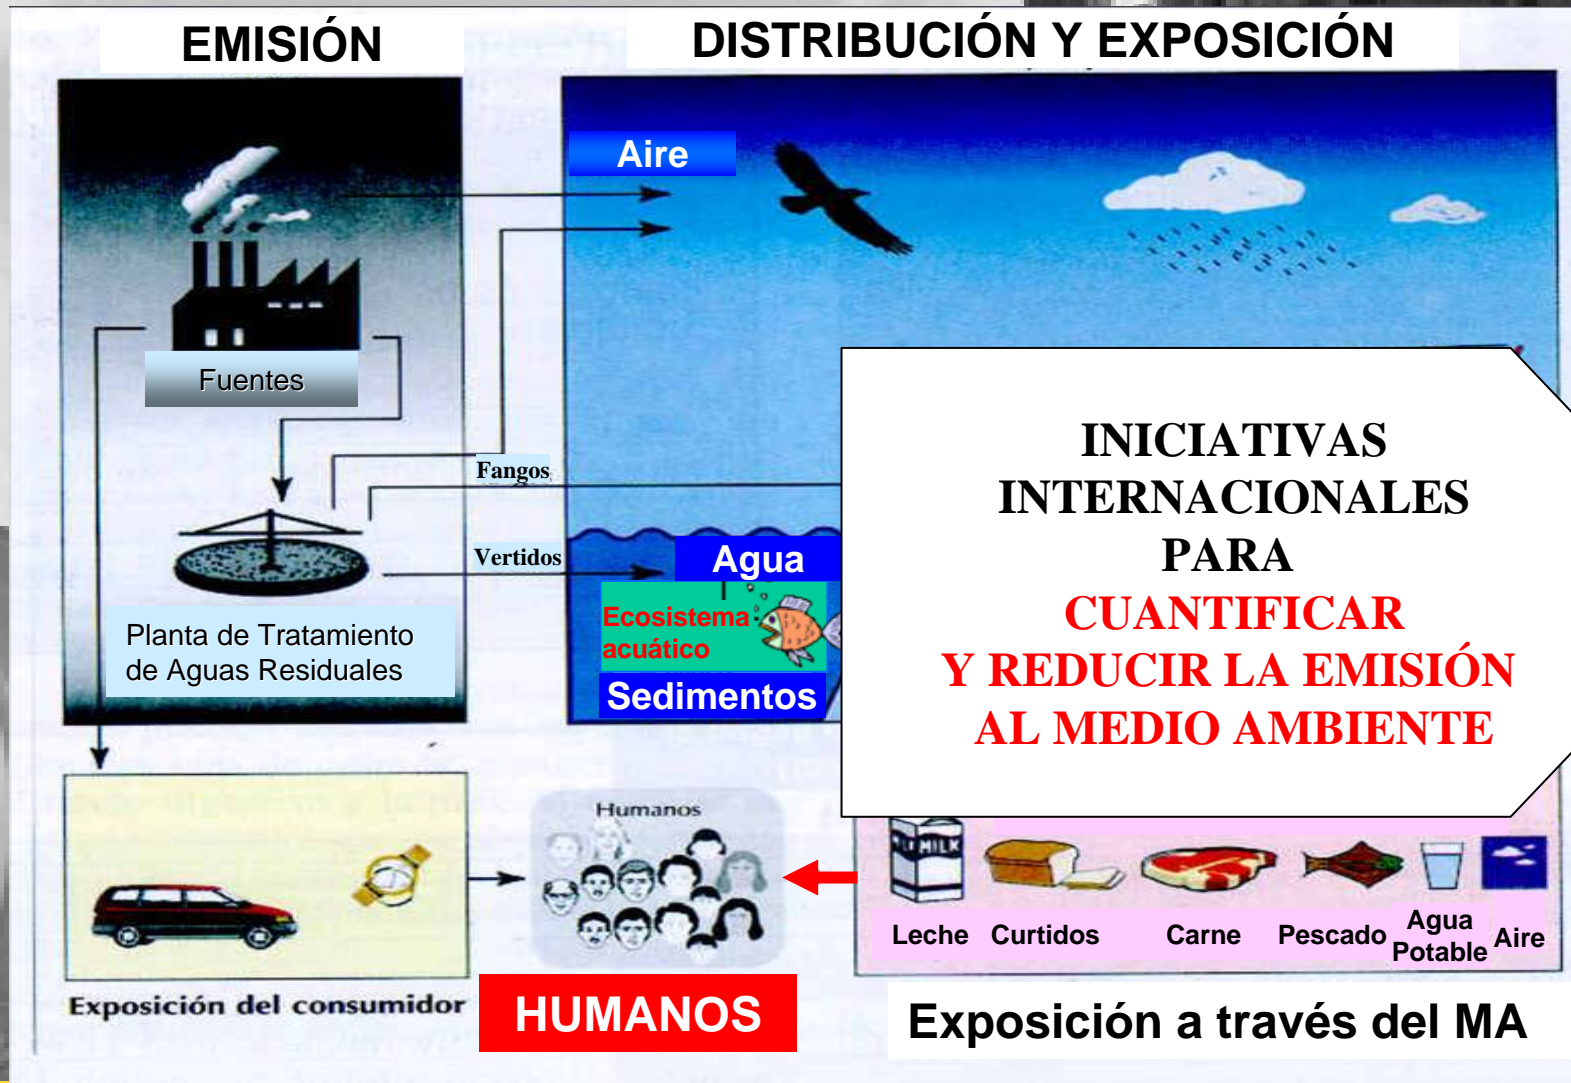 EMISIÓN
DISTRIBUCIÓN Y EXPOSICIÓN
Aire
Fuentes
Fangos
Vertidos
Agua
Ecosistema
acuático
Sedimentos
Planta de Tratamiento
de Aguas Residuales
INICIATIVAS
INTERNACIONALES
PARA
CUANTIFICAR
Y REDUCIR LA EMISIÓN
AL MEDIO AMBIENTE
Humanos
MILK
Leche
Curtidos
Carne
Pescado
Agua
Potable
Aire
Exposición del consumidor
HUMANOS
Exposición a través del MA